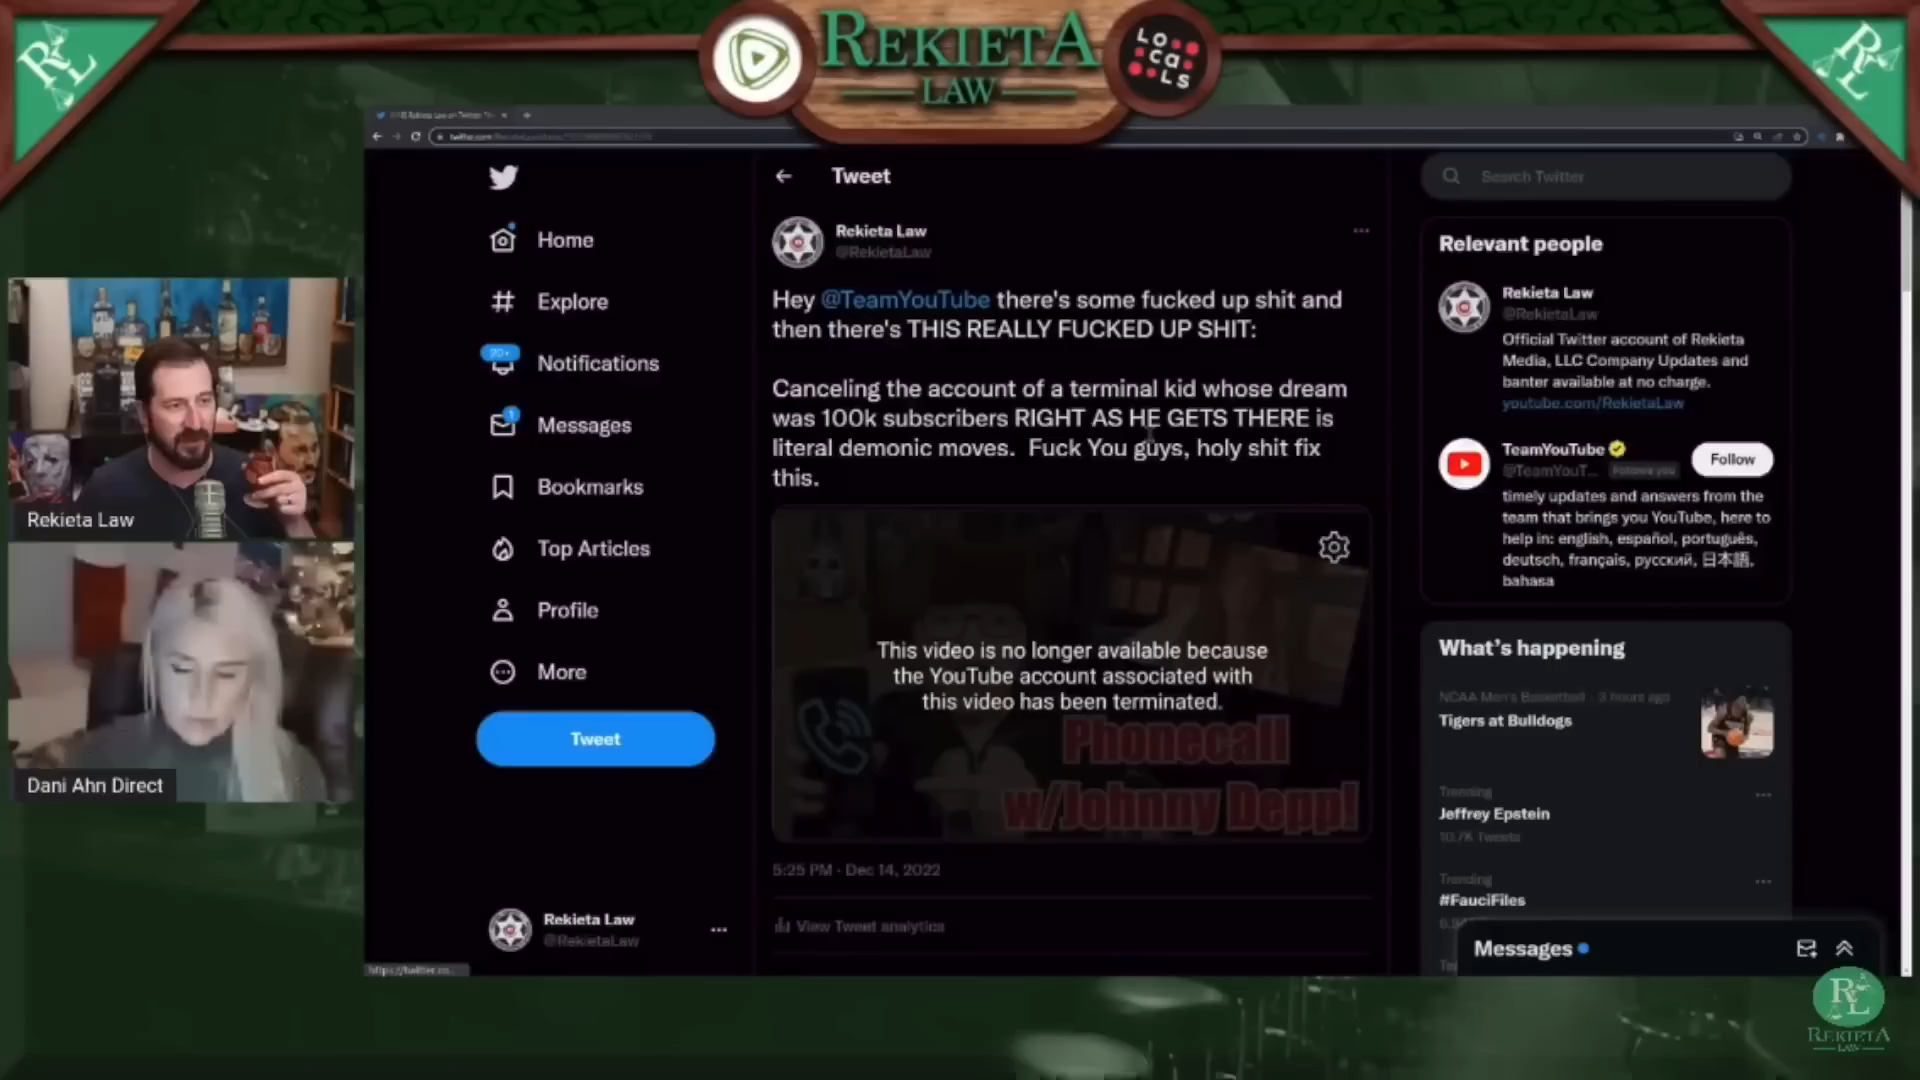 REKIETA
LAW
LOCALS
RL
RL
Home
Explore
20+
Notifications
1
Messages
Bookmarks
Top Articles
Profile
More
Tweet
Rekieta Law
@RekietaLaw
Tweet
Rekieta Law
@RekietaLaw
Hey @TeamYouTube there's some fucked up shit and
then there's THIS REALLY FUCKED UP SHIT:
Canceling the account of a terminal kid whose dream
was 100k subscribers RIGHT AS HE GETS THERE is
literal demonic moves. Fuck You guys, holy shit fix
this.
This video is no longer available because
the YouTube account associated with
this video has been terminated.
Phonecall
w/Johnny Depp!
5:25 PM · Dec 14, 2022
View Tweet analytics
Search Twitter
Relevant people
Rekieta Law
@RekietaLaw
Official Twitter account of Rekieta
Media, LLC Company Updates and
banter available at no charge.
youtube.com/RekietaLaw
TeamYouTube
@TeamYouT...
Follows you
Follow
timely updates and answers from the
team that brings you YouTube, here to
help in: english, español, português,
deutsch, français, русский, 日本語,
bahasa
What's happening
NCAA Men's Basketball · 3 hours ago
Tigers at Bulldogs
Trending
Jeffrey Epstein
10.7K Tweets
Trending
#FauciFiles
Messages
Rekieta Law
Dani Ahn Direct
RL
REKIETA
LAW